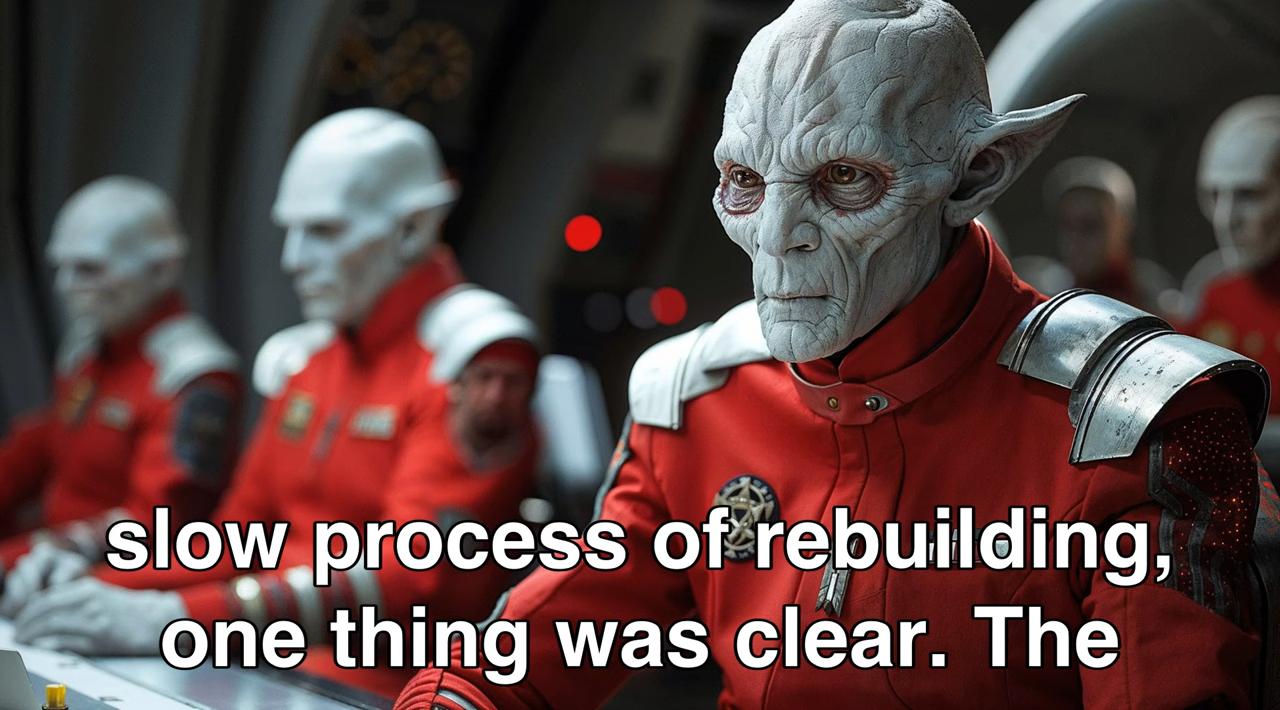 slow process of rebuilding,
one thing was clear. The